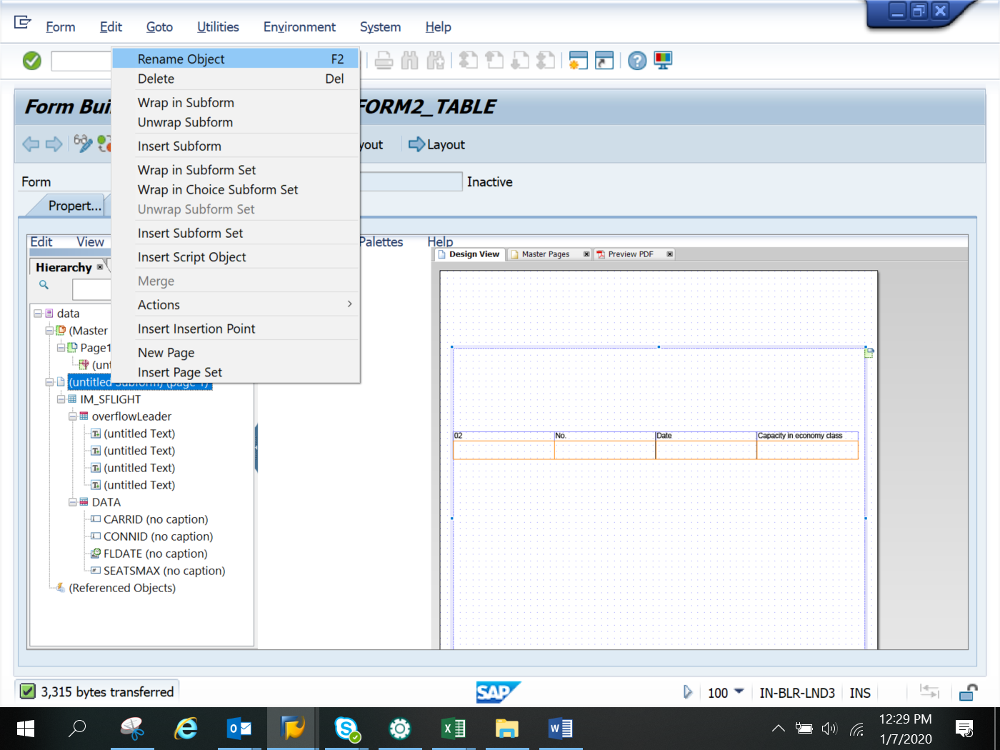 Form Edit Goto Utilities Environment System Help
Rename Object F2
Delete Del
Wrap in Subform
Unwrap Subform
Insert Subform
Wrap in Subform Set
Wrap in Choice Subform Set
Unwrap Subform Set
Insert Subform Set
Insert Script Object
Merge
Actions
Insert Insertion Point
New Page
Insert Page Set
Form Bui FORM2_TABLE
yout Layout
Form Inactive
Propert...
Edit View Palettes Help
Design View Master Pages Preview PDF
Hierarchy
data
(Master
Page1
(unt
(untitled Subform) (page 1)
IM_SFLIGHT
overflowLeader
(untitled Text)
(untitled Text)
(untitled Text)
(untitled Text)
DATA
CARRID (no caption)
CONNID (no caption)
FLDATE (no caption)
SEATSMAX (no caption)
(Referenced Objects)
02 No. Date Capacity in economy class
3,315 bytes transferred
SAP
100 IN-BLR-LND3 INS
12:29 PM
1/7/2020